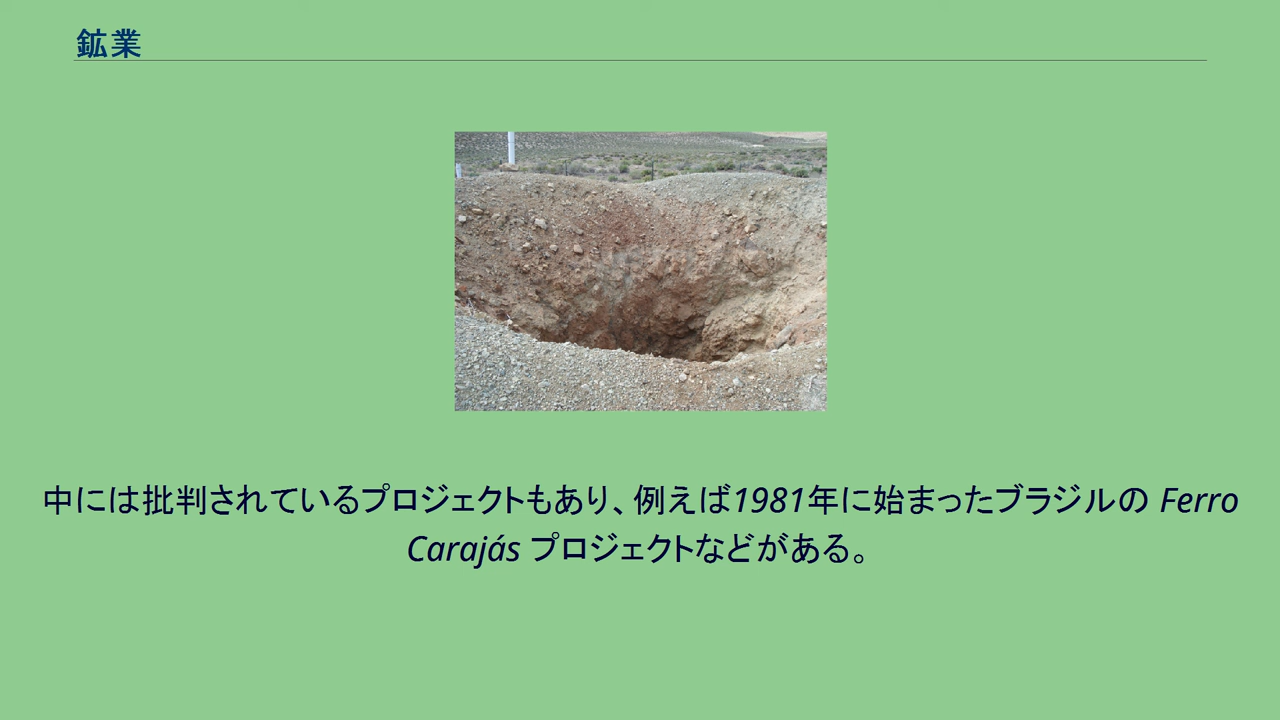 鉱業
中には批判されているプロジェクトもあり、例えば1981年に始まったブラジルの Ferro
Carajás プロジェクトなどがある。